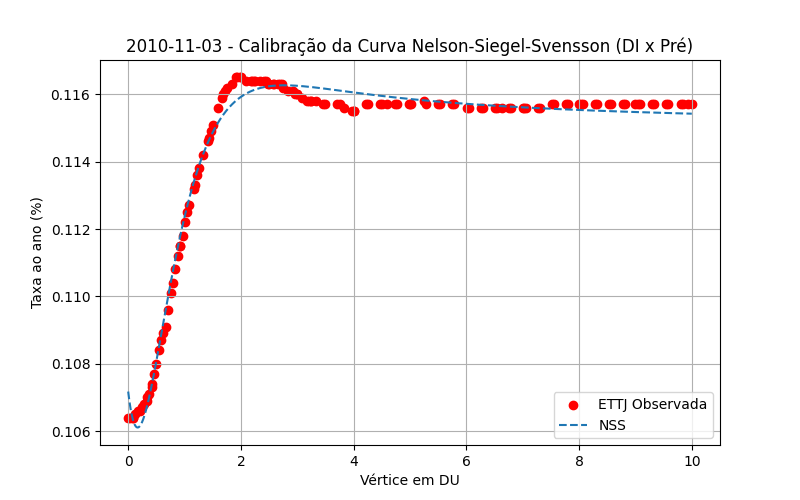 2010-11-03 - Calibração da Curva Nelson-Siegel-Svensson (DI x Pré)
Taxa ao ano (%)
0.116
0.114
0.112
0.110
0.108
0.106
0 2 4 6 8 10
Vértice em DU
ETTJ Observada
NSS